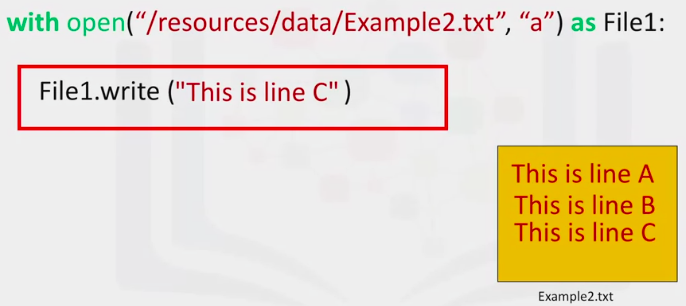 with open(“/resources/data/Example2.txt”, “a”) as File1:
File1.write ("This is line C" )
This is line A
This is line B
This is line C
Example2.txt